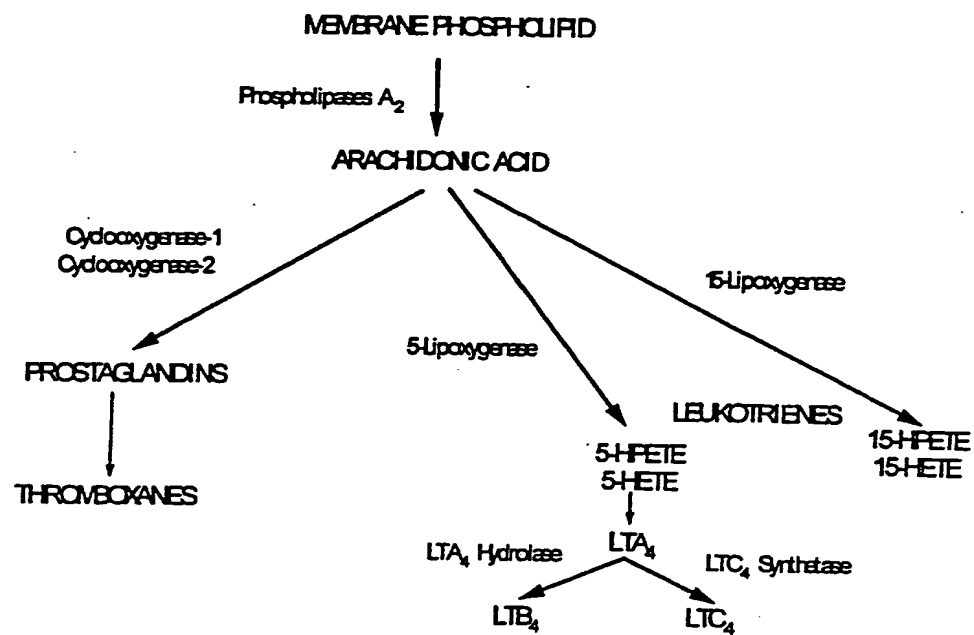 MEMBRANE PHOSPHOLIPID
Phospholipases A₂
ARACHIDONIC ACID
Cyclooxygenase-1
Cyclooxygenase-2
15-Lipoxygenase
5-Lipoxygenase
PROSTAGLANDINS
LEUKOTRIENES
15-HPETE
15-HETE
5-HPETE
5-HETE
THROMBOXANES
LTA₄
LTA₄ Hydrolase
LTC₄ Synthetase
LTB₄
LTC₄